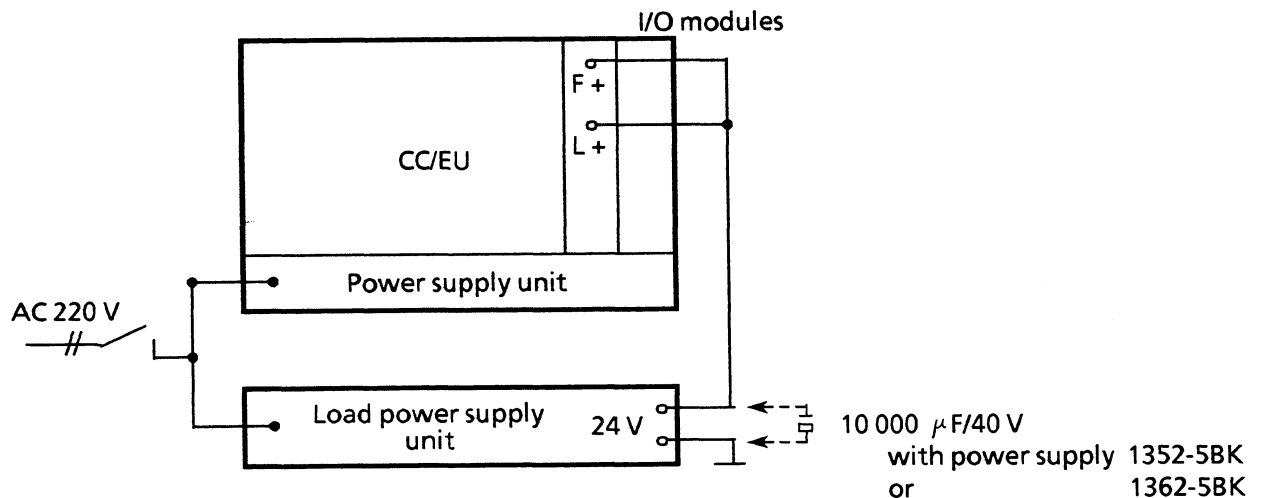 I/O modules
F +
L +
CC/EU
Power supply unit
AC 220 V
Load power supply
unit
24 V
10 000 μF/40 V
with power supply 1352-5BK
or 1362-5BK